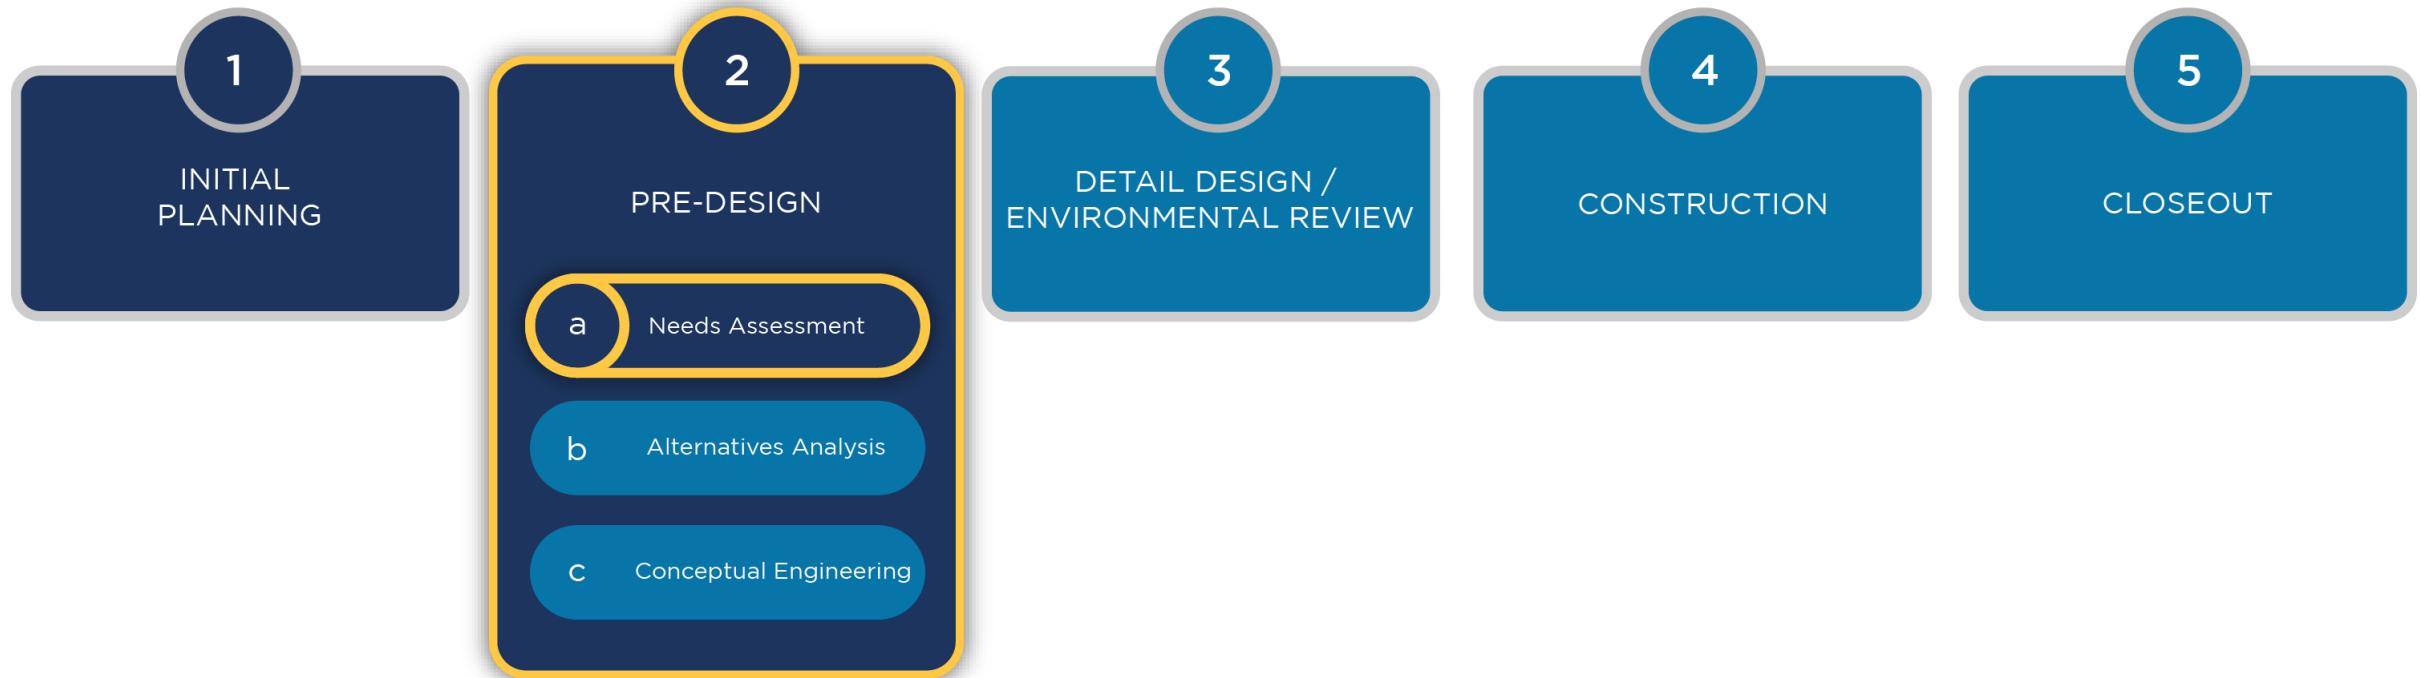 1
INITIAL
PLANNING
2
PRE-DESIGN
a Needs Assessment
b Alternatives Analysis
c Conceptual Engineering
3
DETAIL DESIGN /
ENVIRONMENTAL REVIEW
4
CONSTRUCTION
5
CLOSEOUT